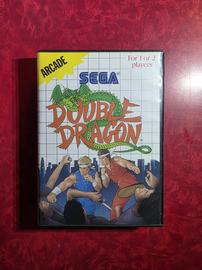 ARCADE
For 1 or 2
players
SEGA
DOUBLE
DRAGON